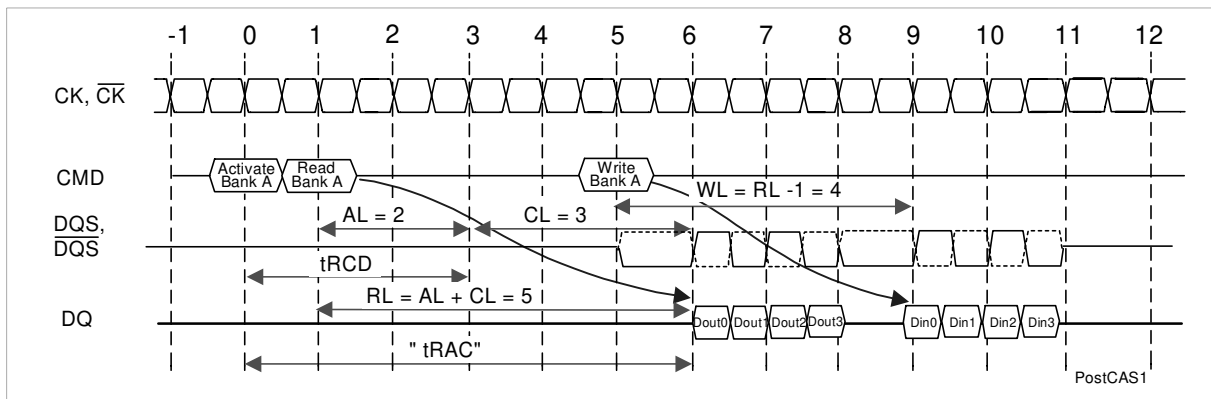 -1 0 1 2 3 4 5 6 7 8 9 10 11 12
CK, CK
CMD
Activate
Bank A
Read
Bank A
Write
Bank A
WL = RL -1 = 4
AL = 2
CL = 3
DQS,
DQS
tRCD
RL = AL + CL = 5
DQ
Dout0 Dout1 Dout2 Dout3
Din0 Din1 Din2 Din3
" tRAC"
PostCAS1